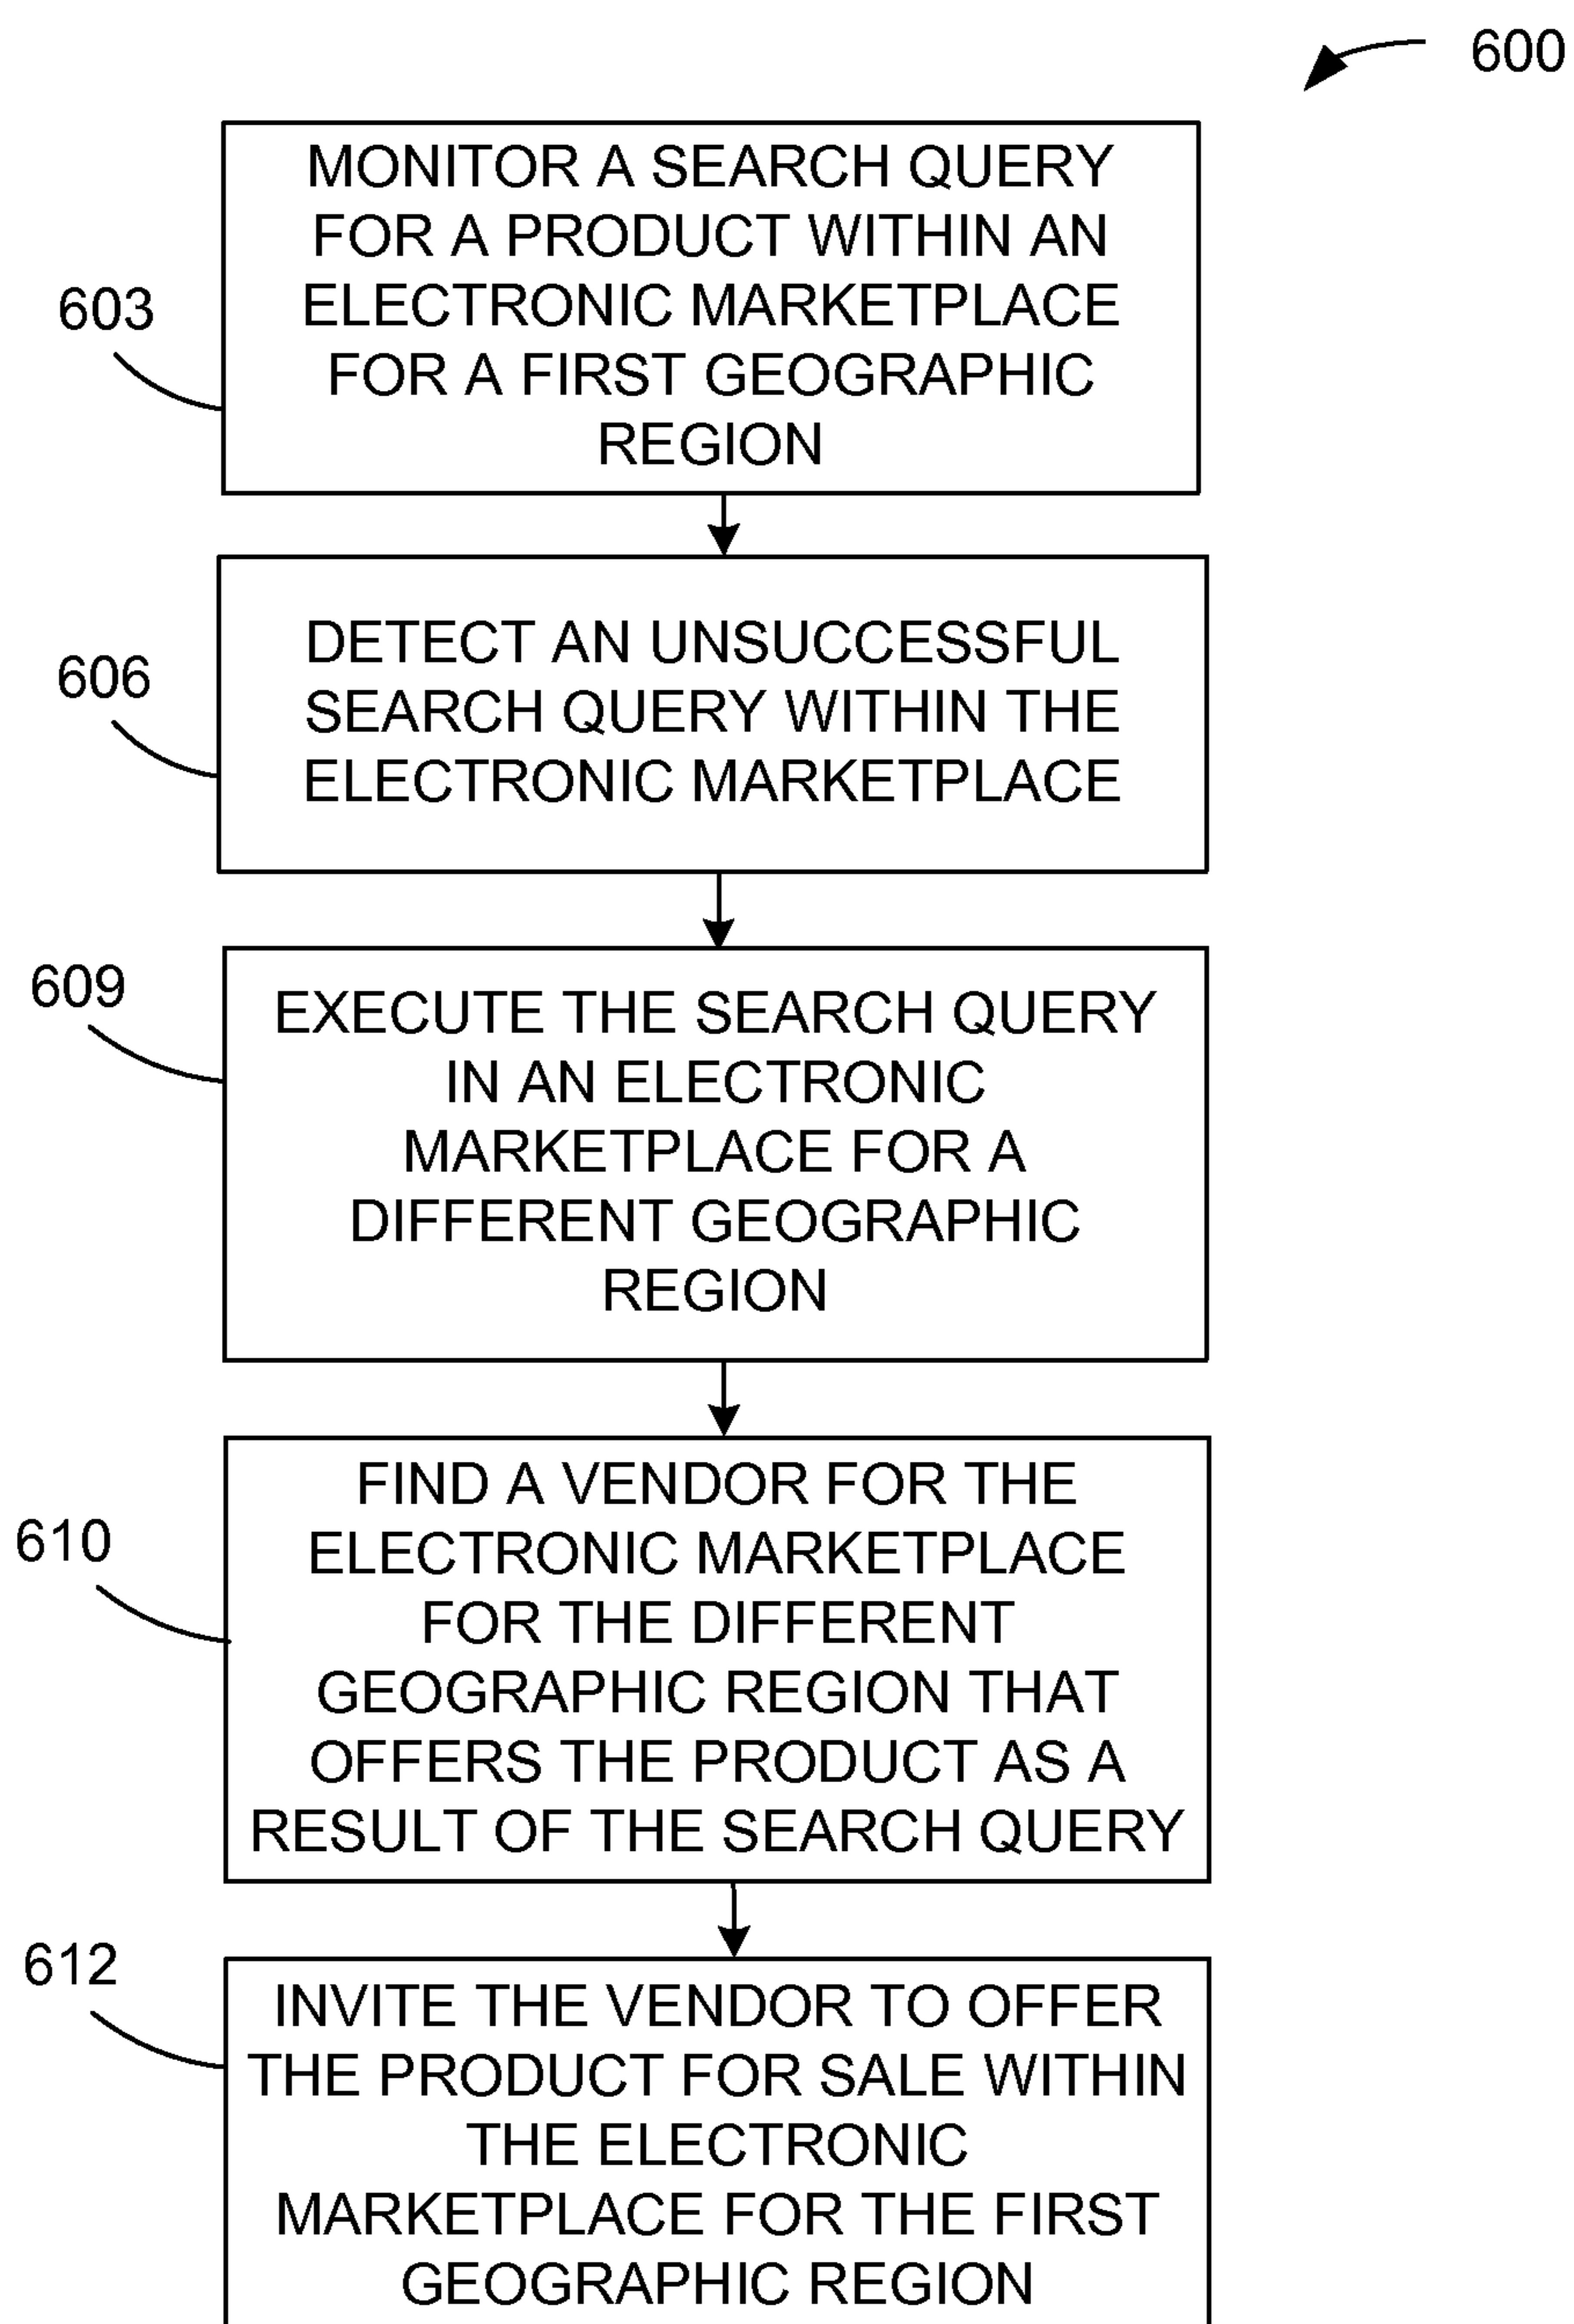 600
MONITOR A SEARCH QUERY
FOR A PRODUCT WITHIN AN
ELECTRONIC MARKETPLACE
FOR A FIRST GEOGRAPHIC
REGION
603
DETECT AN UNSUCCESSFUL
SEARCH QUERY WITHIN THE
ELECTRONIC MARKETPLACE
606
EXECUTE THE SEARCH QUERY
IN AN ELECTRONIC
MARKETPLACE FOR A
DIFFERENT GEOGRAPHIC
REGION
609
FIND A VENDOR FOR THE
ELECTRONIC MARKETPLACE
FOR THE DIFFERENT
GEOGRAPHIC REGION THAT
OFFERS THE PRODUCT AS A
RESULT OF THE SEARCH QUERY
610
INVITE THE VENDOR TO OFFER
THE PRODUCT FOR SALE WITHIN
THE ELECTRONIC
MARKETPLACE FOR THE FIRST
GEOGRAPHIC REGION
612